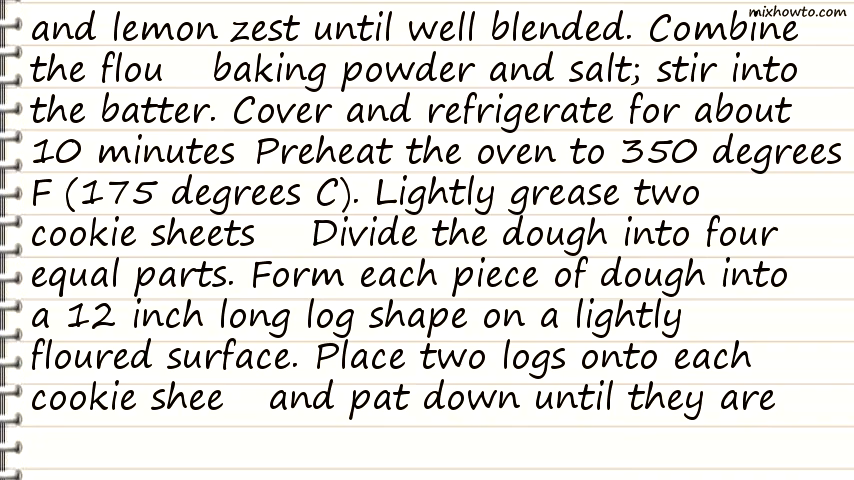 mixhowto.com
and lemon zest until well blended. Combine
the flou baking powder and salt; stir into
the batter. Cover and refrigerate for about
10 minutes Preheat the oven to 350 degrees
F (175 degrees C). Lightly grease two
cookie sheets Divide the dough into four
equal parts. Form each piece of dough into
a 12 inch long log shape on a lightly
floured surface. Place two logs onto each
cookie shee and pat down until they are